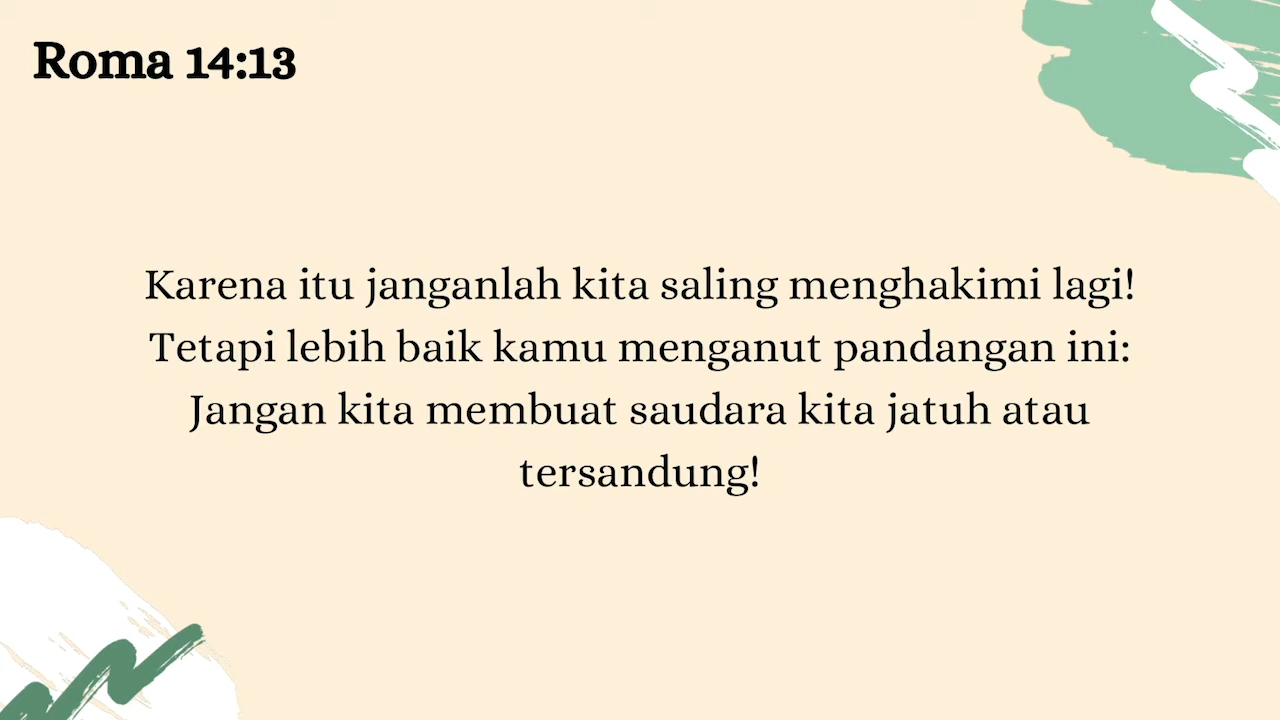 Roma 14:13
Karena itu janganlah kita saling menghakimi lagi!
Tetapi lebih baik kamu menganut pandangan ini:
Jangan kita membuat saudara kita jatuh atau
tersandung!